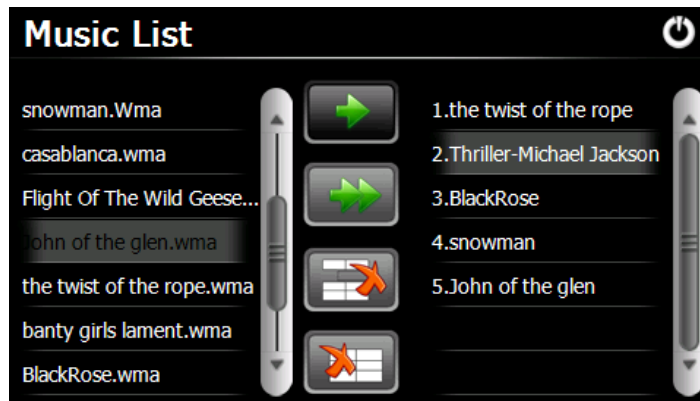 Music List
snowman.Wma
casablanca.wma
Flight Of The Wild Geese...
John of the glen.wma
the twist of the rope.wma
banty girls lament.wma
BlackRose.wma
1.the twist of the rope
2.Thriller-Michael Jackson
3.BlackRose
4.snowman
5.John of the glen